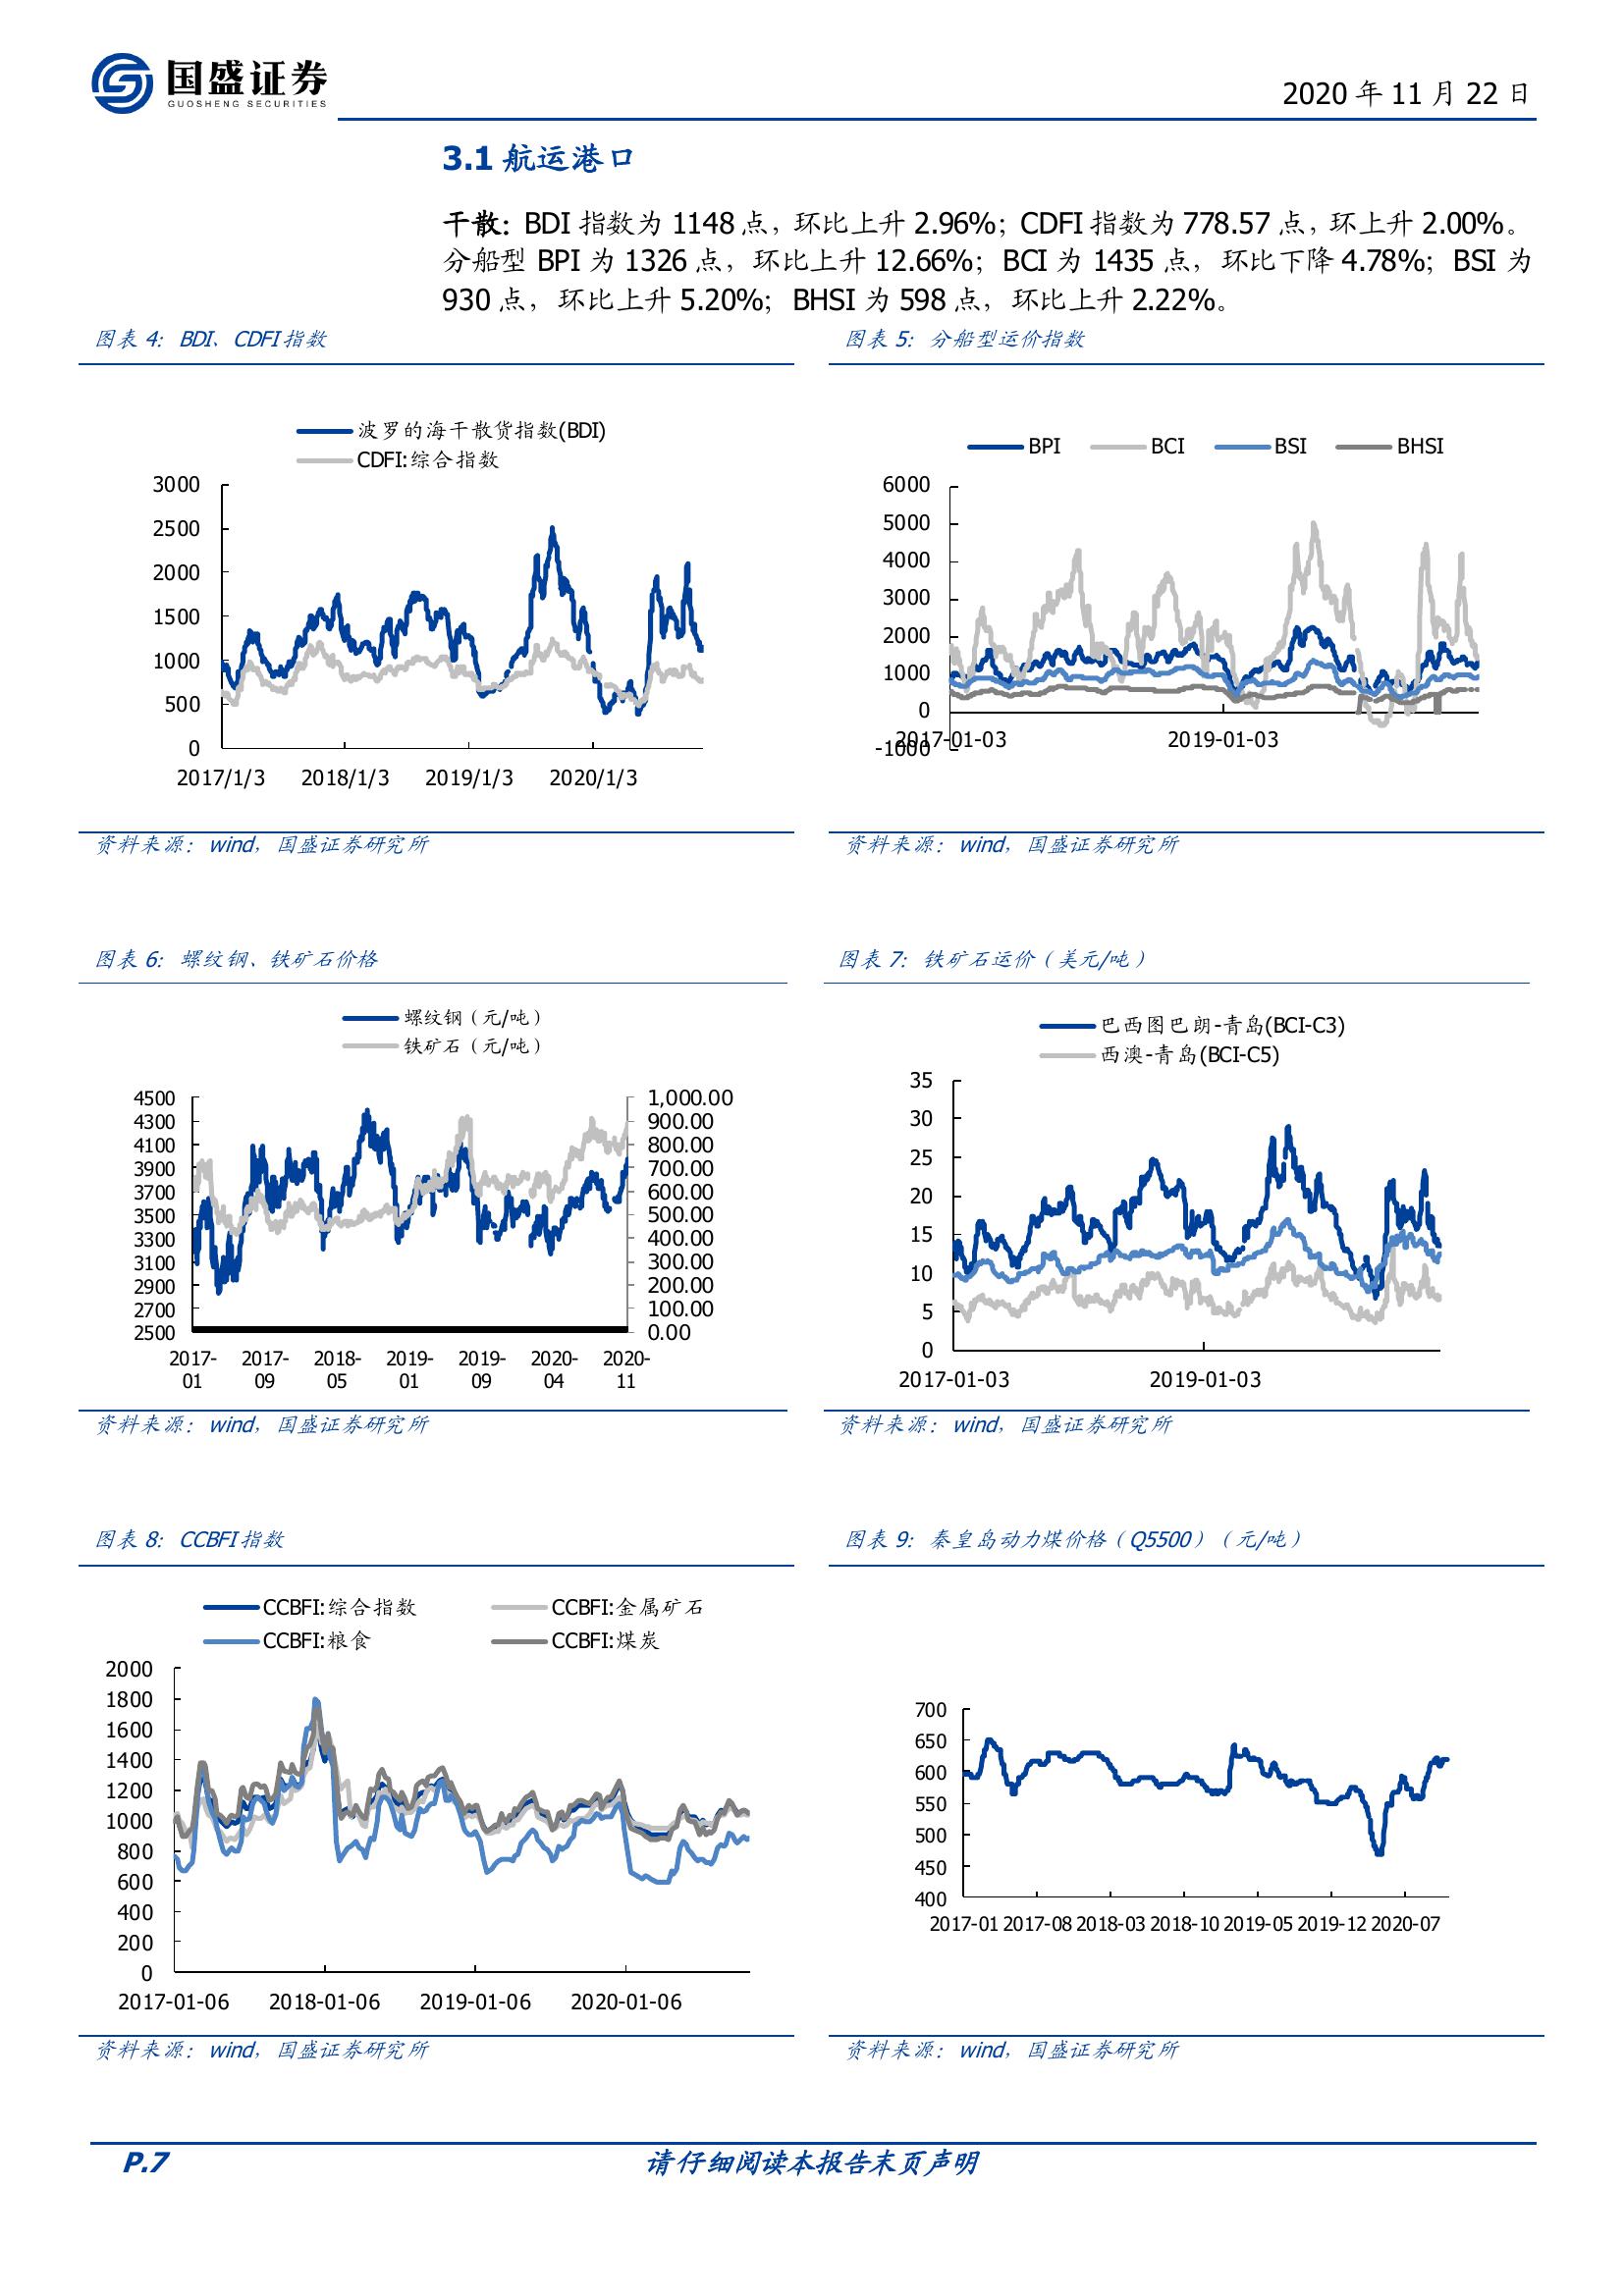 国盛证券
GUOSHENG SECURITIES
2020 年 11 月 22 日
3.1 航运港口
干散：BDI 指数为 1148 点，环比上升 2.96%；CDFI 指数为 778.57 点，环上升 2.00%。
分船型 BPI 为 1326 点，环比上升 12.66%；BCI 为 1435 点，环比下降 4.78%；BSI 为
930 点，环比上升 5.20%；BHSI 为 598 点，环比上升 2.22%。
图表 4：BDI、CDFI 指数
波罗的海干散货指数(BDI)
CDFI:综合指数
3000
2500
2000
1500
1000
500
0
2017/1/3 2018/1/3 2019/1/3 2020/1/3
资料来源：wind，国盛证券研究所
图表 5：分船型运价指数
BPI BCI BSI BHSI
6000
5000
4000
3000
2000
1000
0
-1000
2017-01-03 2019-01-03
资料来源：wind，国盛证券研究所
图表 6：螺纹钢、铁矿石价格
螺纹钢（元/吨）
铁矿石（元/吨）
4500 1,000.00
4300 900.00
4100 800.00
3900 700.00
3700 600.00
3500 500.00
3300 400.00
3100 300.00
2900 200.00
2700 100.00
2500 0.00
2017- 2017- 2018- 2019- 2019- 2020- 2020-
01 09 05 01 09 04 11
资料来源：wind，国盛证券研究所
图表 7：铁矿石运价（美元/吨）
巴西图巴朗-青岛(BCI-C3)
西澳-青岛(BCI-C5)
35
30
25
20
15
10
5
0
2017-01-03 2019-01-03
资料来源：wind，国盛证券研究所
图表 8：CCBFI 指数
CCBFI:综合指数 CCBFI:金属矿石
CCBFI:粮食 CCBFI:煤炭
2000
1800
1600
1400
1200
1000
800
600
400
200
0
2017-01-06 2018-01-06 2019-01-06 2020-01-06
资料来源：wind，国盛证券研究所
图表 9：秦皇岛动力煤价格（Q5500）（元/吨）
700
650
600
550
500
450
400
2017-01 2017-08 2018-03 2018-10 2019-05 2019-12 2020-07
资料来源：wind，国盛证券研究所
P.7 请仔细阅读本报告末页声明